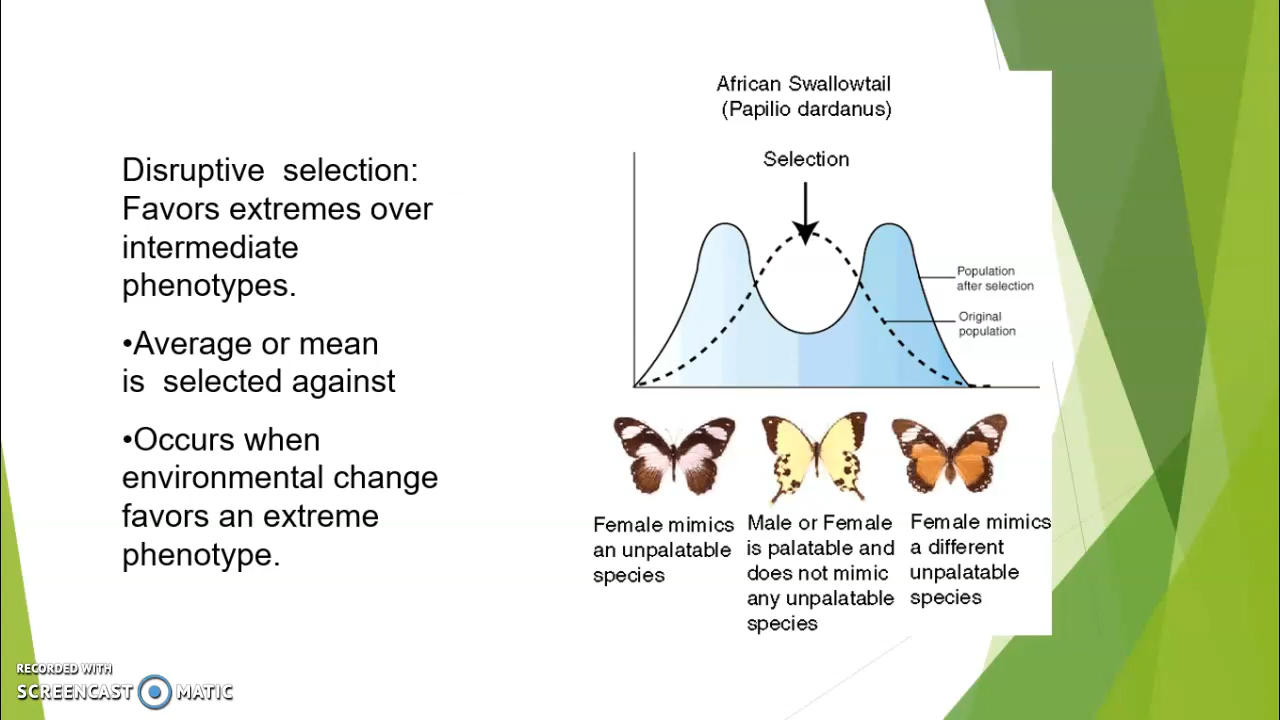 Disruptive  selection:
Favors extremes over
intermediate
phenotypes.
•Average or mean
is  selected against
•Occurs when
environmental change
favors an extreme
phenotype.
African Swallowtail
(Papilio dardanus)
Selection
Population
after selection
Original
population
Female mimics
an unpalatable
species
Male or Female
is palatable and
does not mimic
any unpalatable
species
Female mimics
a different
unpalatable
species
RECORDED WITH
SCREENCAST MATIC